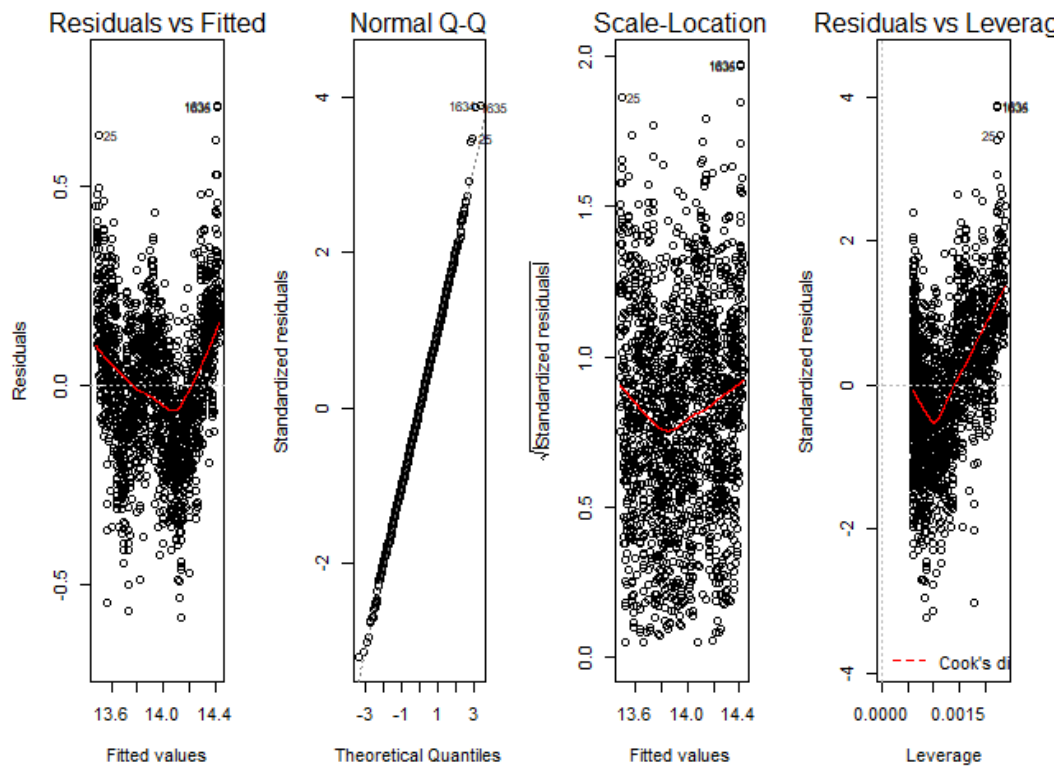 Residuals vs Fitted
Residuals
0.5
0.0
-0.5
25
13.6 14.0 14.4
Fitted values
Normal Q-Q
Standardized residuals
4
2
0
-2
1634
1635
25
-3 -1 1 3
Theoretical Quantiles
Scale-Location
√|Standardized residuals|
2.0
1.5
1.0
0.5
0.0
25
13.6 14.0 14.4
Fitted values
Residuals vs Leverag
Standardized residuals
4
2
0
-2
-4
25
Cook's di
0.0000 0.0015
Leverage